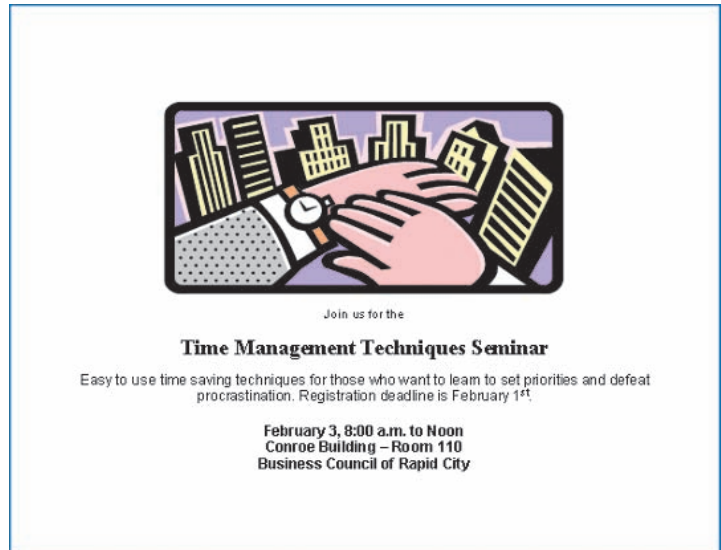 Join us for the
Time Management Techniques Seminar
Easy to use time saving techniques for those who want to learn to set priorities and defeat
procrastination. Registration deadline is February 1st.
February 3, 8:00 a.m. to Noon
Conroe Building – Room 110
Business Council of Rapid City